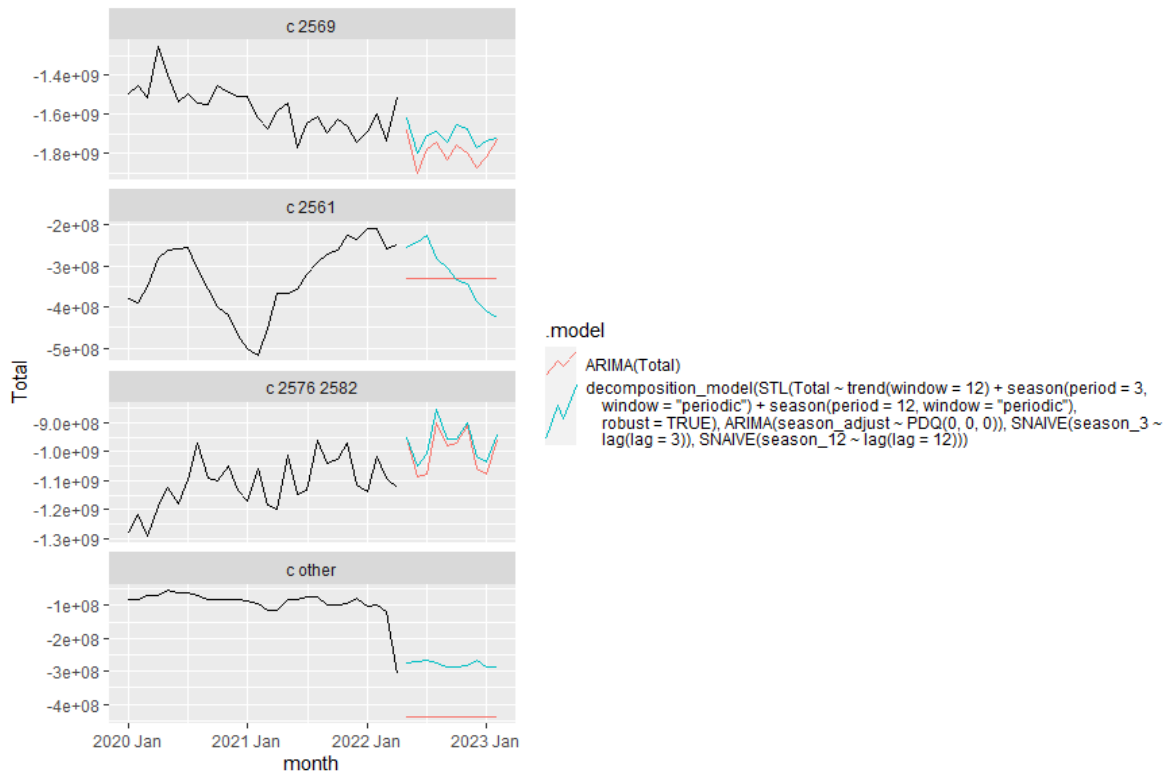 c 2569
-1.4e+09
-1.6e+09
-1.8e+09
c 2561
-2e+08
-3e+08
-4e+08
-5e+08
c 2576 2582
-9.0e+08
-1.0e+09
-1.1e+09
-1.2e+09
-1.3e+09
c other
-1e+08
-2e+08
-3e+08
-4e+08
2020 Jan 2021 Jan 2022 Jan 2023 Jan
month
Total
.model
ARIMA(Total)
decomposition_model(STL(Total ~ trend(window = 12) + season(period = 3,
window = "periodic") + season(period = 12, window = "periodic"),
robust = TRUE), ARIMA(season_adjust ~ PDQ(0, 0, 0)), SNAIVE(season_3 ~
lag(lag = 3)), SNAIVE(season_12 ~ lag(lag = 12)))